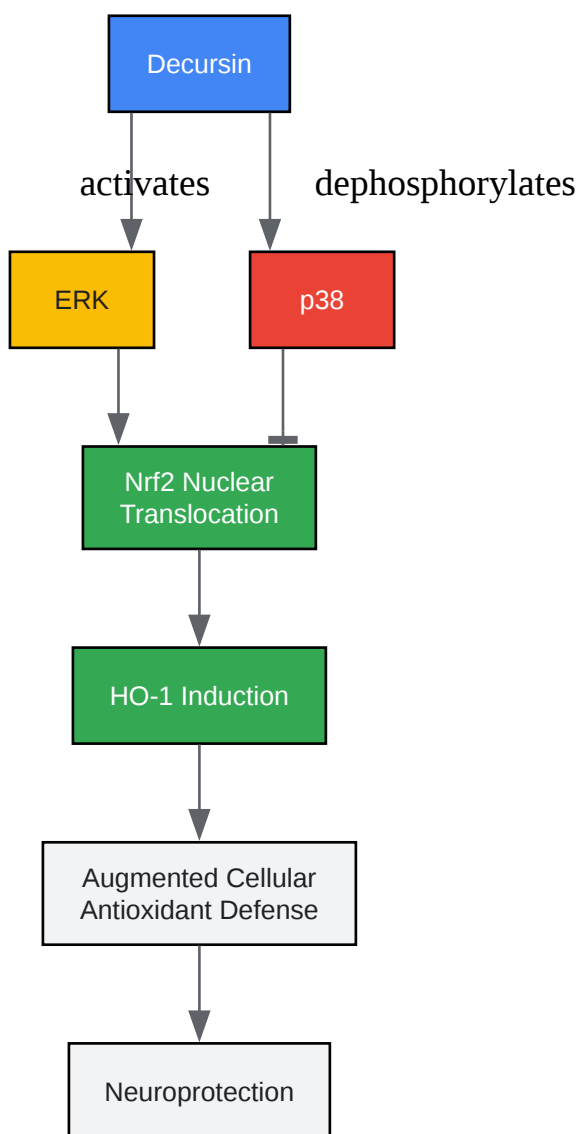 Decursin
activates
dephosphorylates
ERK
p38
Nrf2 Nuclear
Translocation
HO-1 Induction
Augmented Cellular
Antioxidant Defense
Neuroprotection